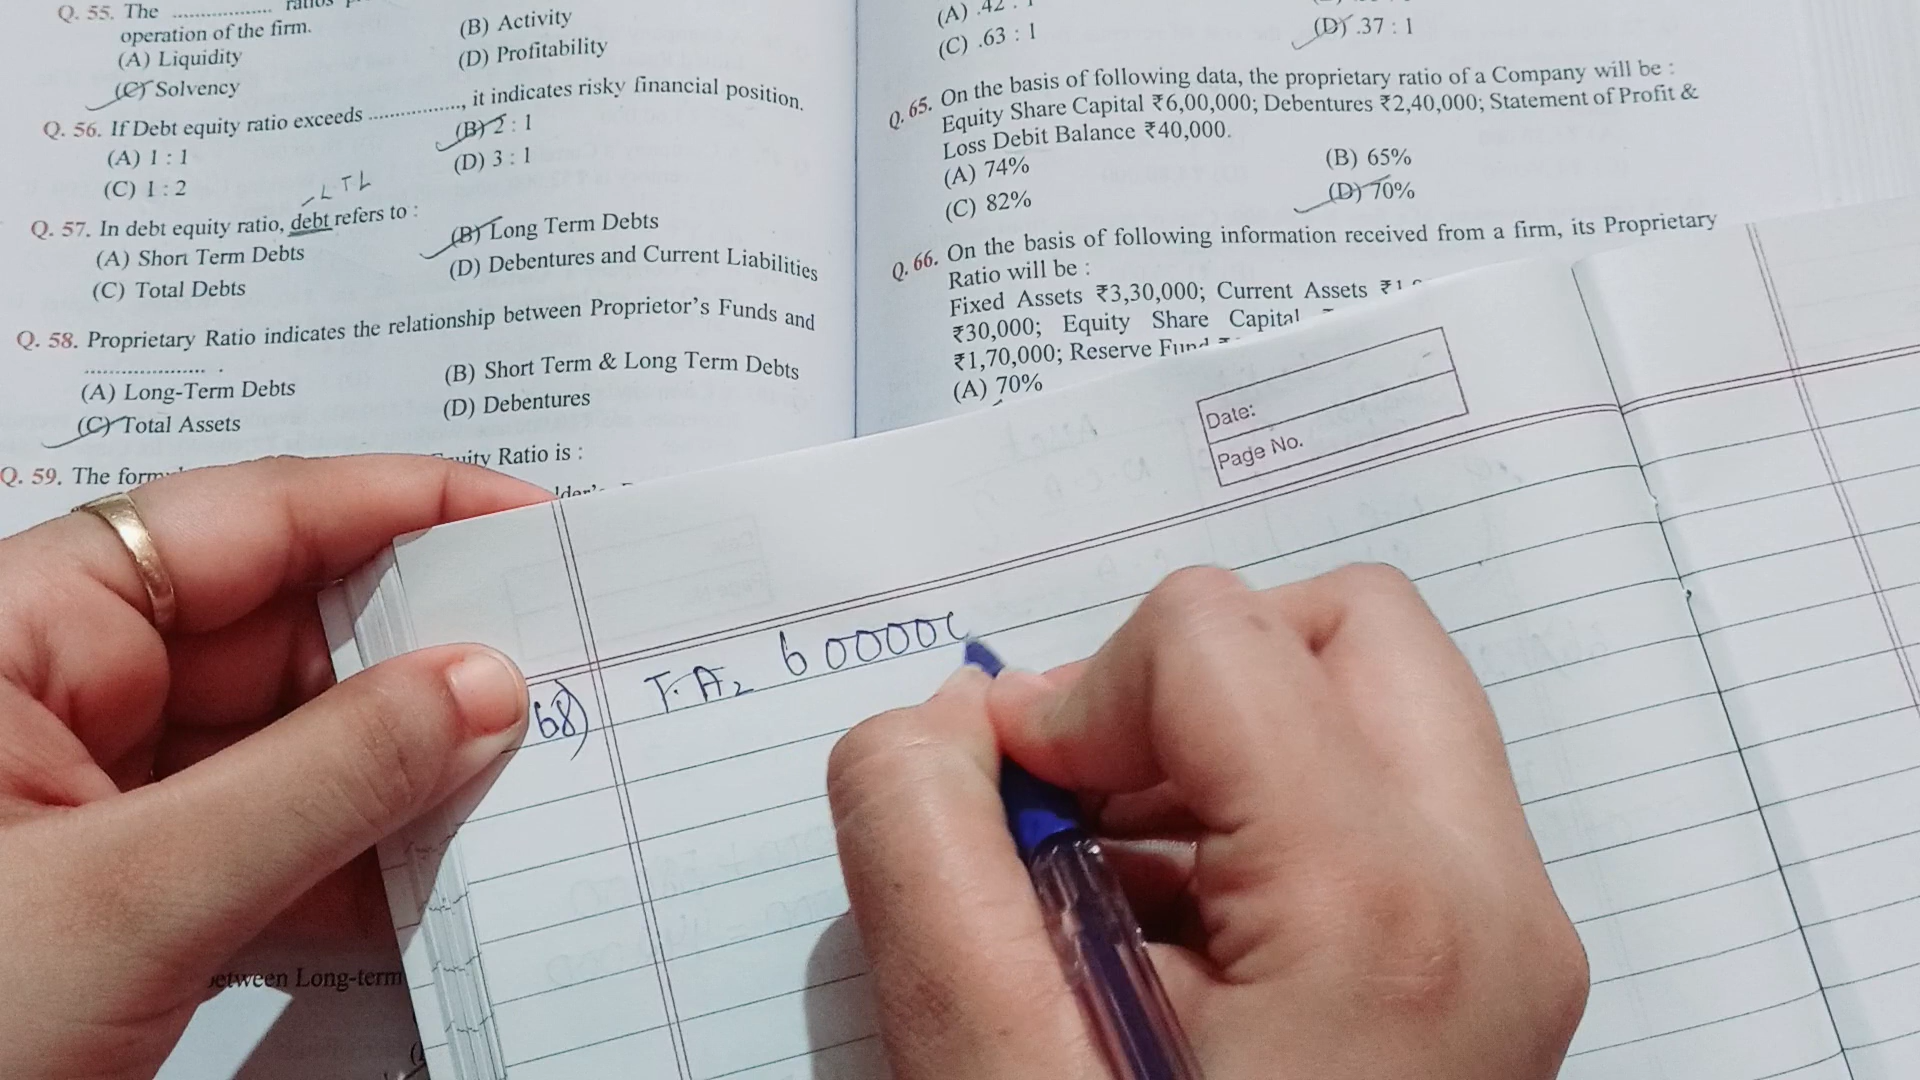 Q. 55. The ................... ratios
operation of the firm.
(A) Liquidity
(B) Activity
(C) Solvency
(D) Profitability
Q. 56. If Debt equity ratio exceeds .................., it indicates risky financial position.
(A) 1 : 1
(B) 2 : 1
(C) 1 : 2
(D) 3 : 1
LTL
Q. 57. In debt equity ratio, debt refers to :
(A) Short Term Debts
(B) Long Term Debts
(C) Total Debts
(D) Debentures and Current Liabilities
Q. 58. Proprietary Ratio indicates the relationship between Proprietor's Funds and
...................... .
(A) Long-Term Debts
(B) Short Term & Long Term Debts
(C) Total Assets
(D) Debentures
Q. 59. The
Ratio is :
Long-term
(A) .42 : 1
(C) .63 : 1
(D) .37 : 1
Q. 65. On the basis of following data, the proprietary ratio of a Company will be :
Equity Share Capital ₹6,00,000; Debentures ₹2,40,000; Statement of Profit &
Loss Debit Balance ₹40,000.
(A) 74%
(B) 65%
(C) 82%
(D) 70%
Q. 66. On the basis of following information received from a firm, its Proprietary
Ratio will be :
Fixed Assets ₹3,30,000; Current Assets
₹30,000; Equity Share Capital
₹1,70,000; Reserve Fund
(A) 70%
Date:
Page No.
68) T.A = 600000